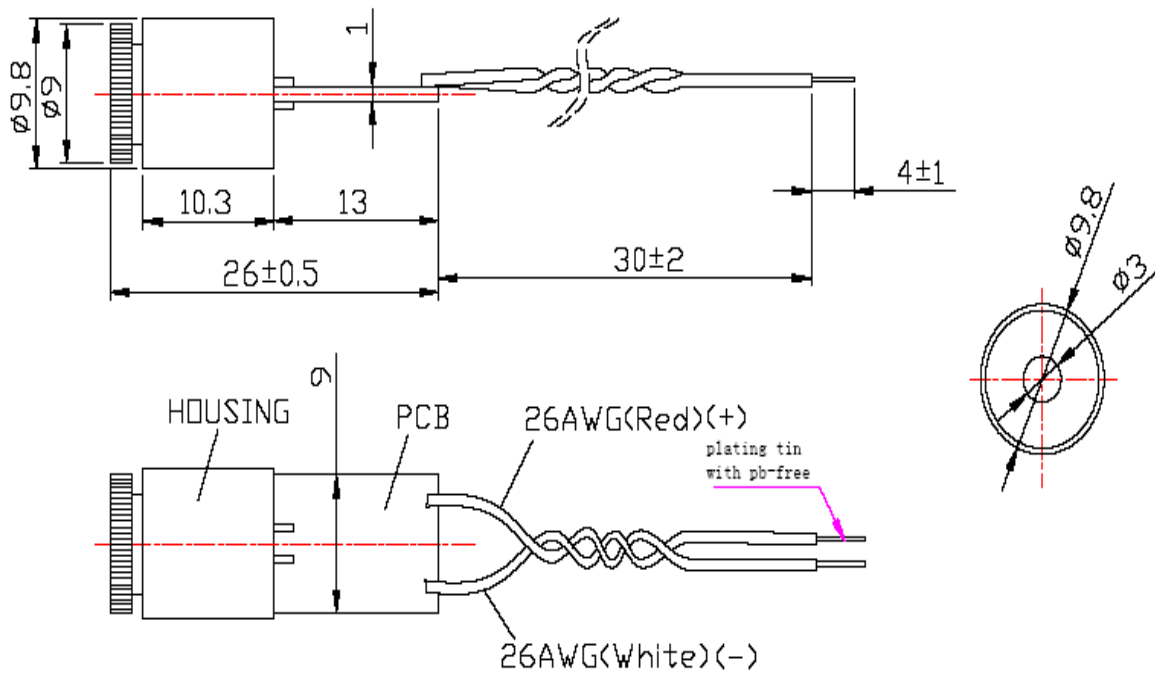 1
Ø9.8
Ø9
10.3
13
4±1
26±0.5
30±2
Ø9.8
Ø3
HOUSING
9
PCB
26AWG(Red)(+)
plating tin
with pb-free
26AWG(White)(-)